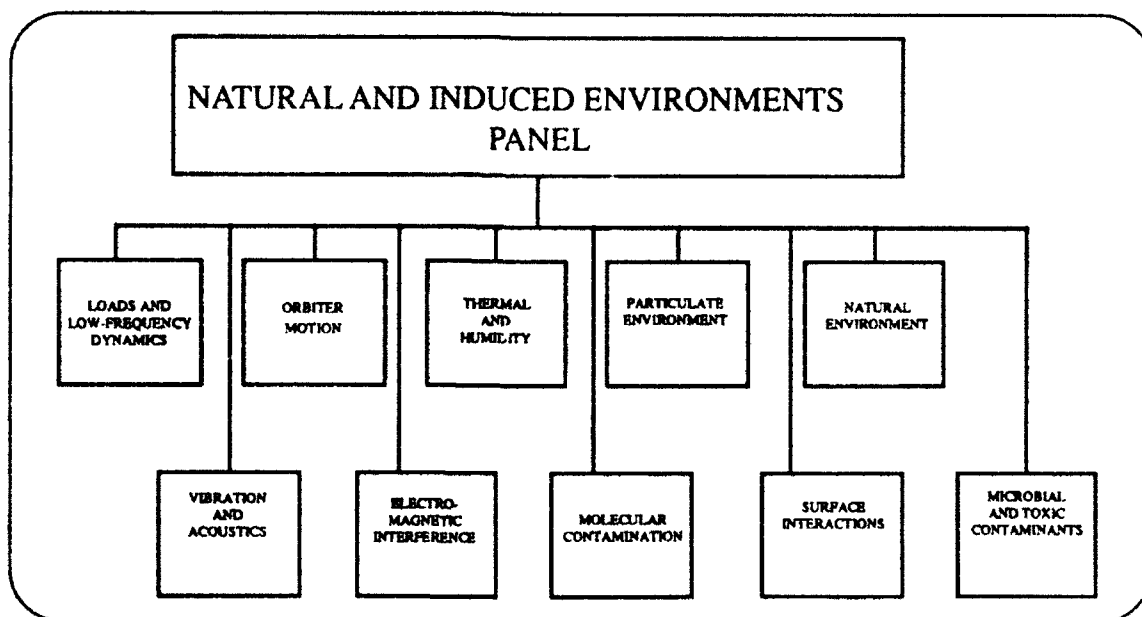 NATURAL AND INDUCED ENVIRONMENTS
PANEL
LOADS AND
LOW-FREQUENCY
DYNAMICS
ORBITER
MOTION
THERMAL
AND
HUMILITY
PARTICULATE
ENVIRONMENT
NATURAL
ENVIRONMENT
VIBRATION
AND
ACOUSTICS
ELECTRO-
MAGNETIC
INTERFERENCE
MOLECULAR
CONTAMINATION
SURFACE
INTERACTIONS
MICROBIAL
AND TOXIC
CONTAMINANTS